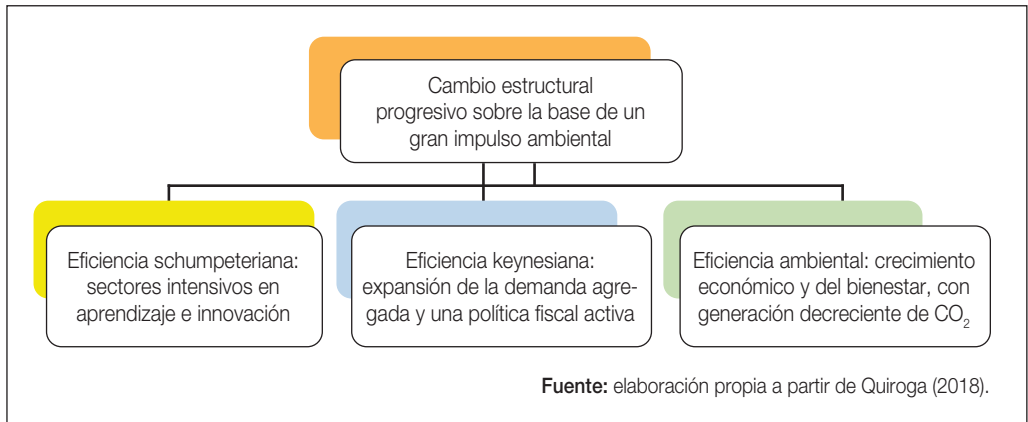 Cambio estructural
progresivo sobre la base de un
gran impulso ambiental
Eficiencia schumpeteriana:
sectores intensivos en
aprendizaje e innovación
Eficiencia keynesiana:
expansión de la demanda agre-
gada y una política fiscal activa
Eficiencia ambiental: crecimiento
económico y del bienestar, con
generación decreciente de CO₂
Fuente: elaboración propia a partir de Quiroga (2018).